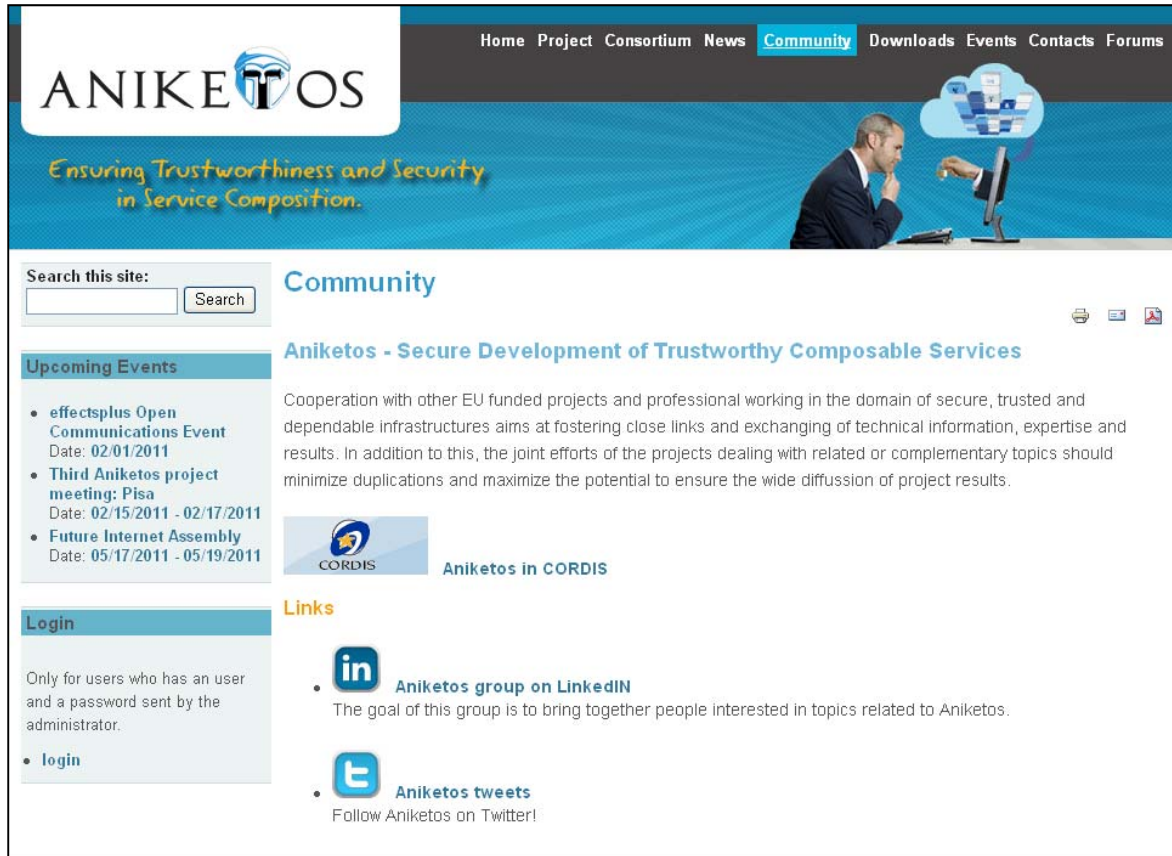 Home Project Consortium News Community Downloads Events Contacts Forums
ANIKETOS
Ensuring Trustworthiness and Security
in Service Composition.
Search this site:
Search
Upcoming Events
effectsplus Open
Communications Event
Date: 02/01/2011
Third Aniketos project
meeting: Pisa
Date: 02/15/2011 - 02/17/2011
Future Internet Assembly
Date: 05/17/2011 - 05/19/2011
Login
Only for users who has an user
and a password sent by the
administrator.
login
Community
Aniketos - Secure Development of Trustworthy Composable Services
Cooperation with other EU funded projects and professional working in the domain of secure, trusted and
dependable infrastructures aims at fostering close links and exchanging of technical information, expertise and
results. In addition to this, the joint efforts of the projects dealing with related or complementary topics should
minimize duplications and maximize the potential to ensure the wide diffussion of project results.
CORDIS
Aniketos in CORDIS
Links
in
Aniketos group on LinkedIN
The goal of this group is to bring together people interested in topics related to Aniketos.
t
Aniketos tweets
Follow Aniketos on Twitter!